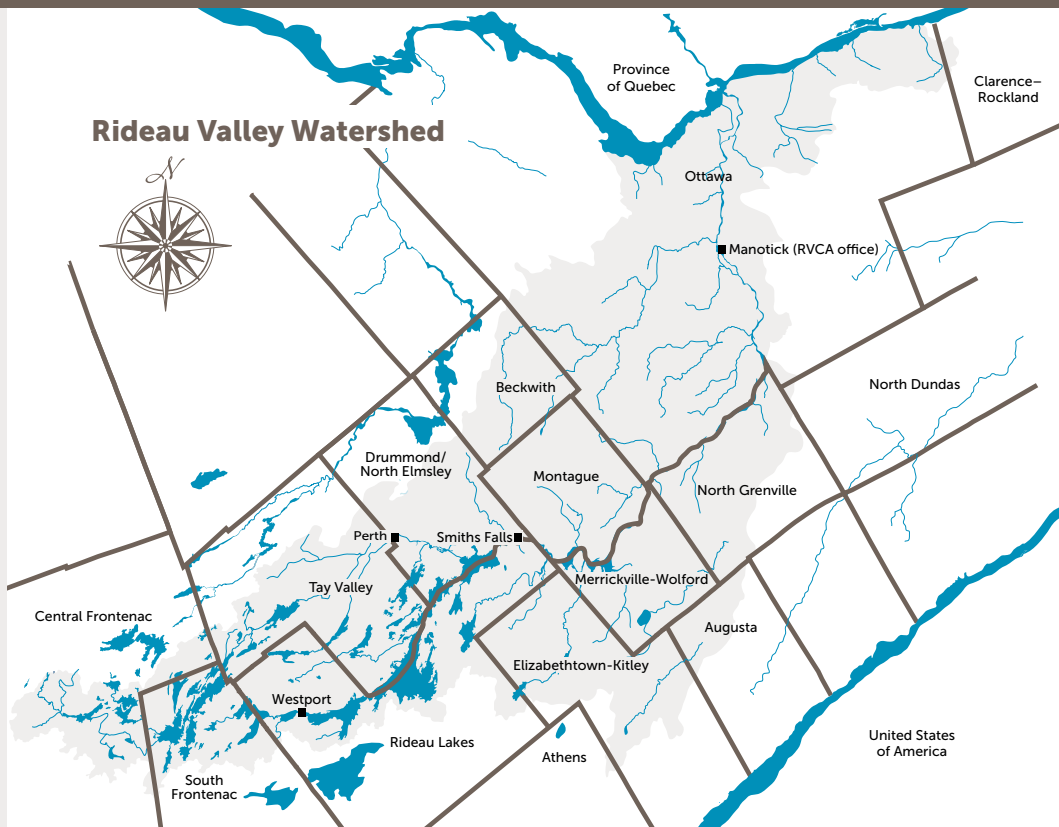 Province
of Quebec
Clarence–
Rockland
Rideau Valley Watershed
N
Ottawa
Manotick (RVCA office)
Beckwith
North Dundas
Drummond/
North Elmsley
Montague
North Grenville
Perth
Smiths Falls
Tay Valley
Merrickville-Wolford
Central Frontenac
Augusta
Elizabethtown-Kitley
Westport
Rideau Lakes
United States
of America
Athens
South
Frontenac